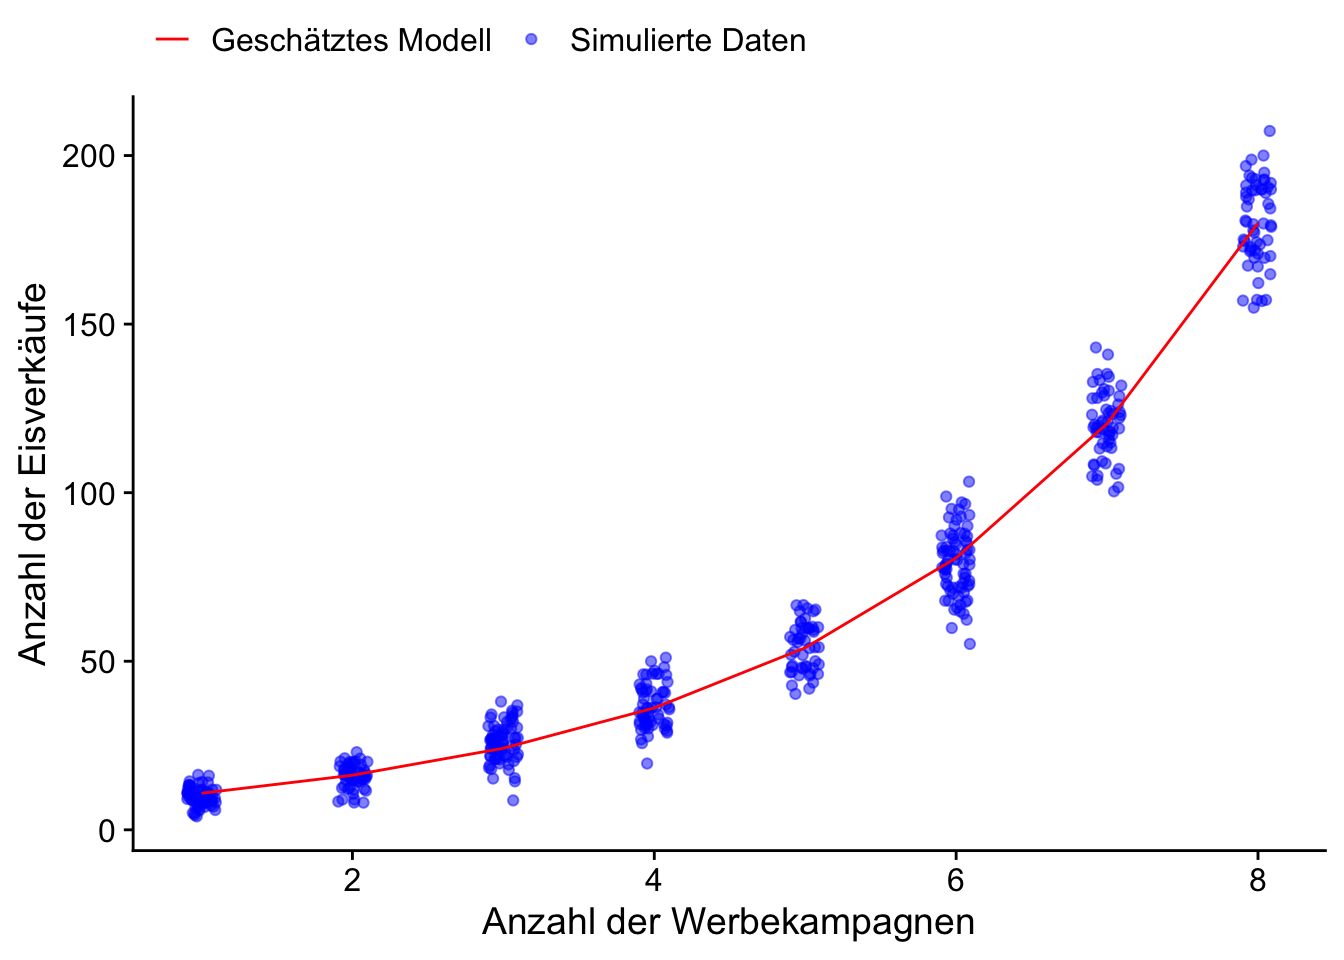 Geschätztes Modell Simulierte Daten
Anzahl der Eisverkäufe
200
150
100
50
0
2 4 6 8
Anzahl der Werbekampagnen